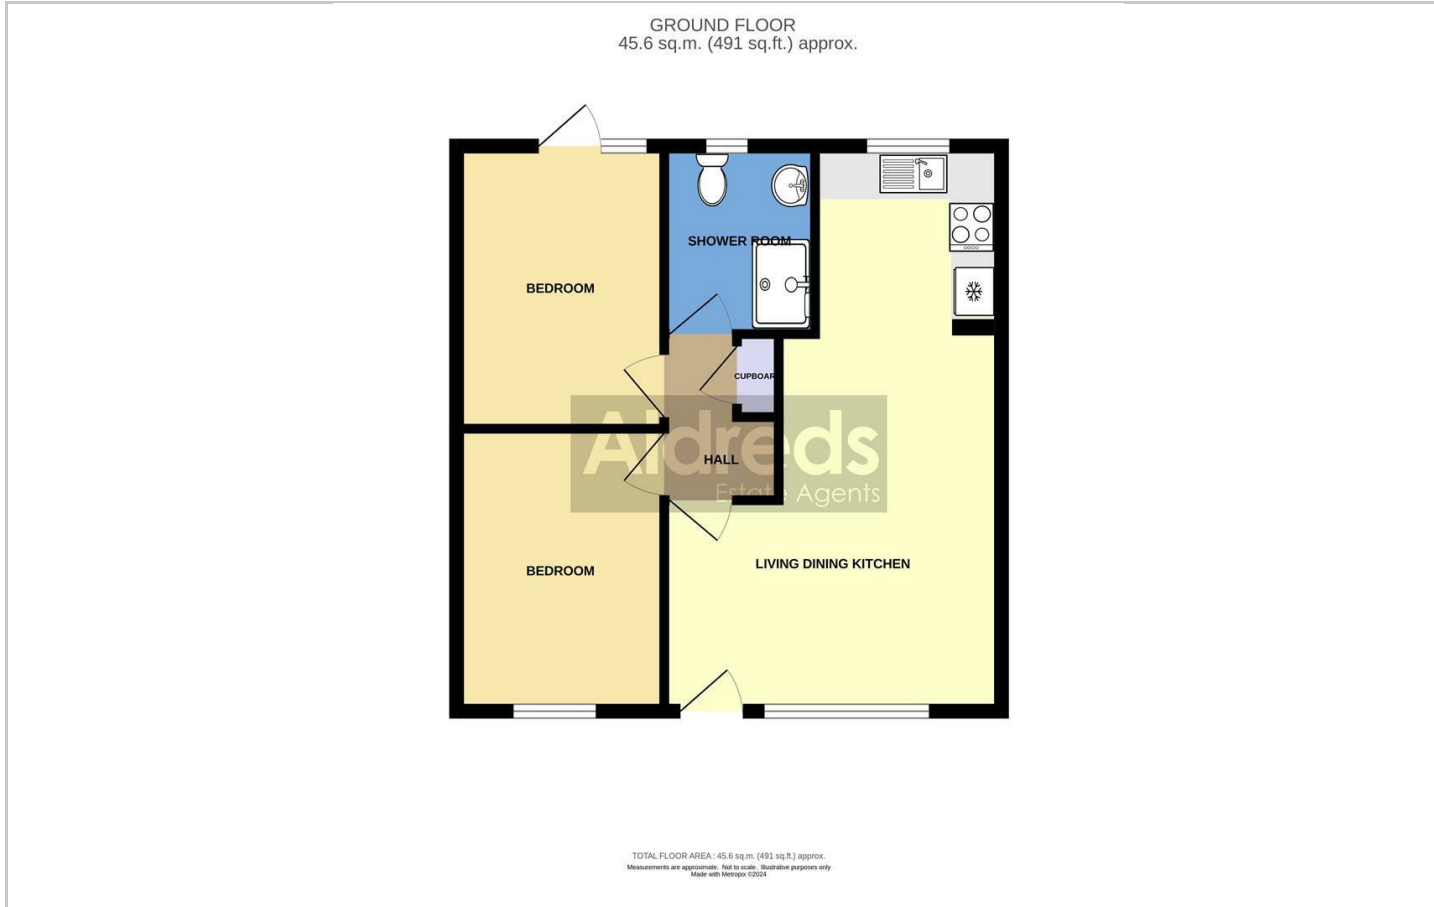 GROUND FLOOR
45.6 sq.m. (491 sq.ft.) approx.
SHOWER ROOM
BEDROOM
CUPBOAR
Aldreds
HALL
Estate Agents
LIVING DINING KITCHEN
BEDROOM
TOTAL FLOOR AREA : 45.6 sq.m. (491 sq.ft.) approx.
Measurements are approximate. Not to scale. Illustrative purposes only
Made with Metropix ©2024